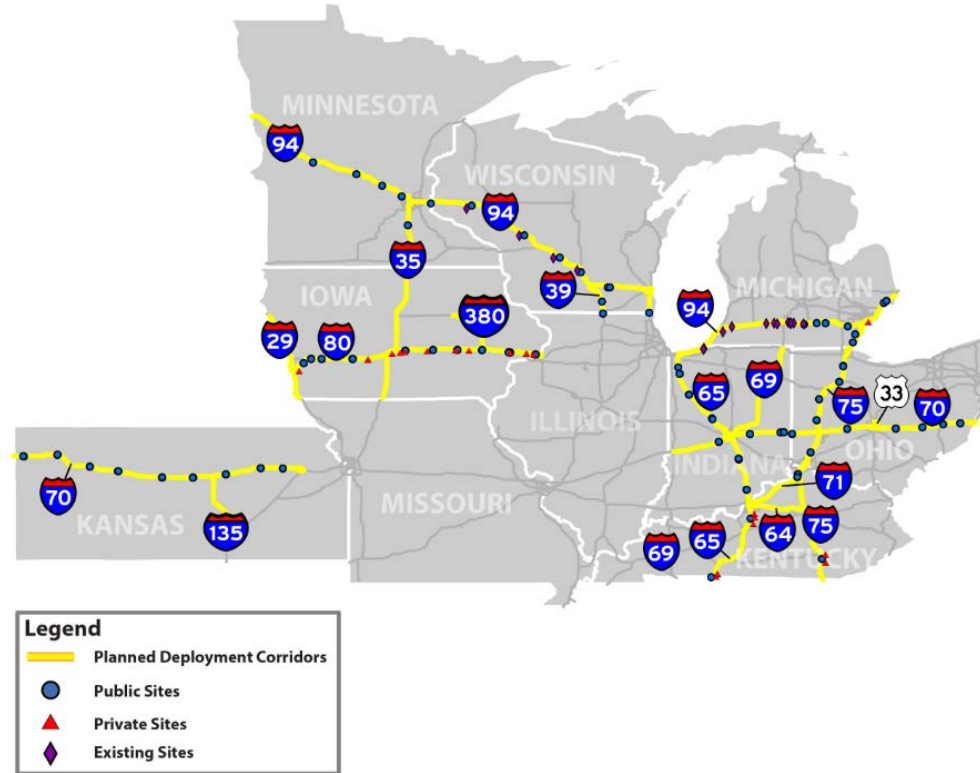 MINNESOTA
94
WISCONSIN
94
35
IOWA
380
39
MICHIGAN
94
29
80
65
69
75
33
70
ILLINOIS
INDIANA
OHIO
70
KANSAS
135
MISSOURI
71
69
65
64
75
KENTUCKY
Legend
Planned Deployment Corridors
Public Sites
Private Sites
Existing Sites